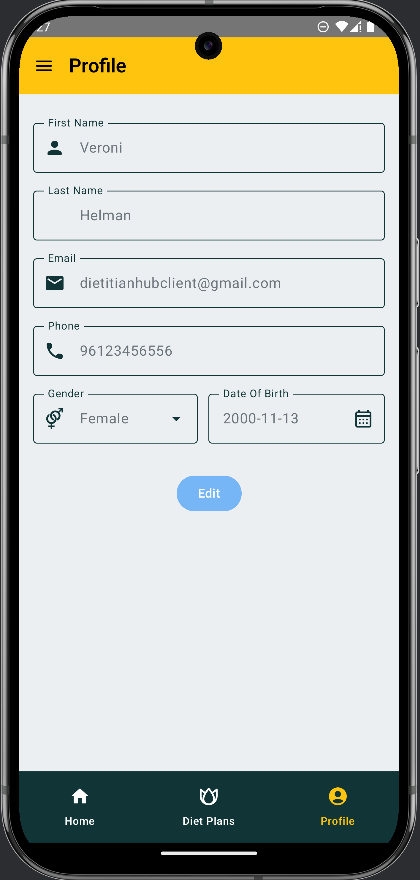 Profile
First Name
Veroni
Last Name
Helman
Email
dietitianhubclient@gmail.com
Phone
96123456556
Gender
Date Of Birth
Female
2000-11-13
Edit
Home
Diet Plans
Profile